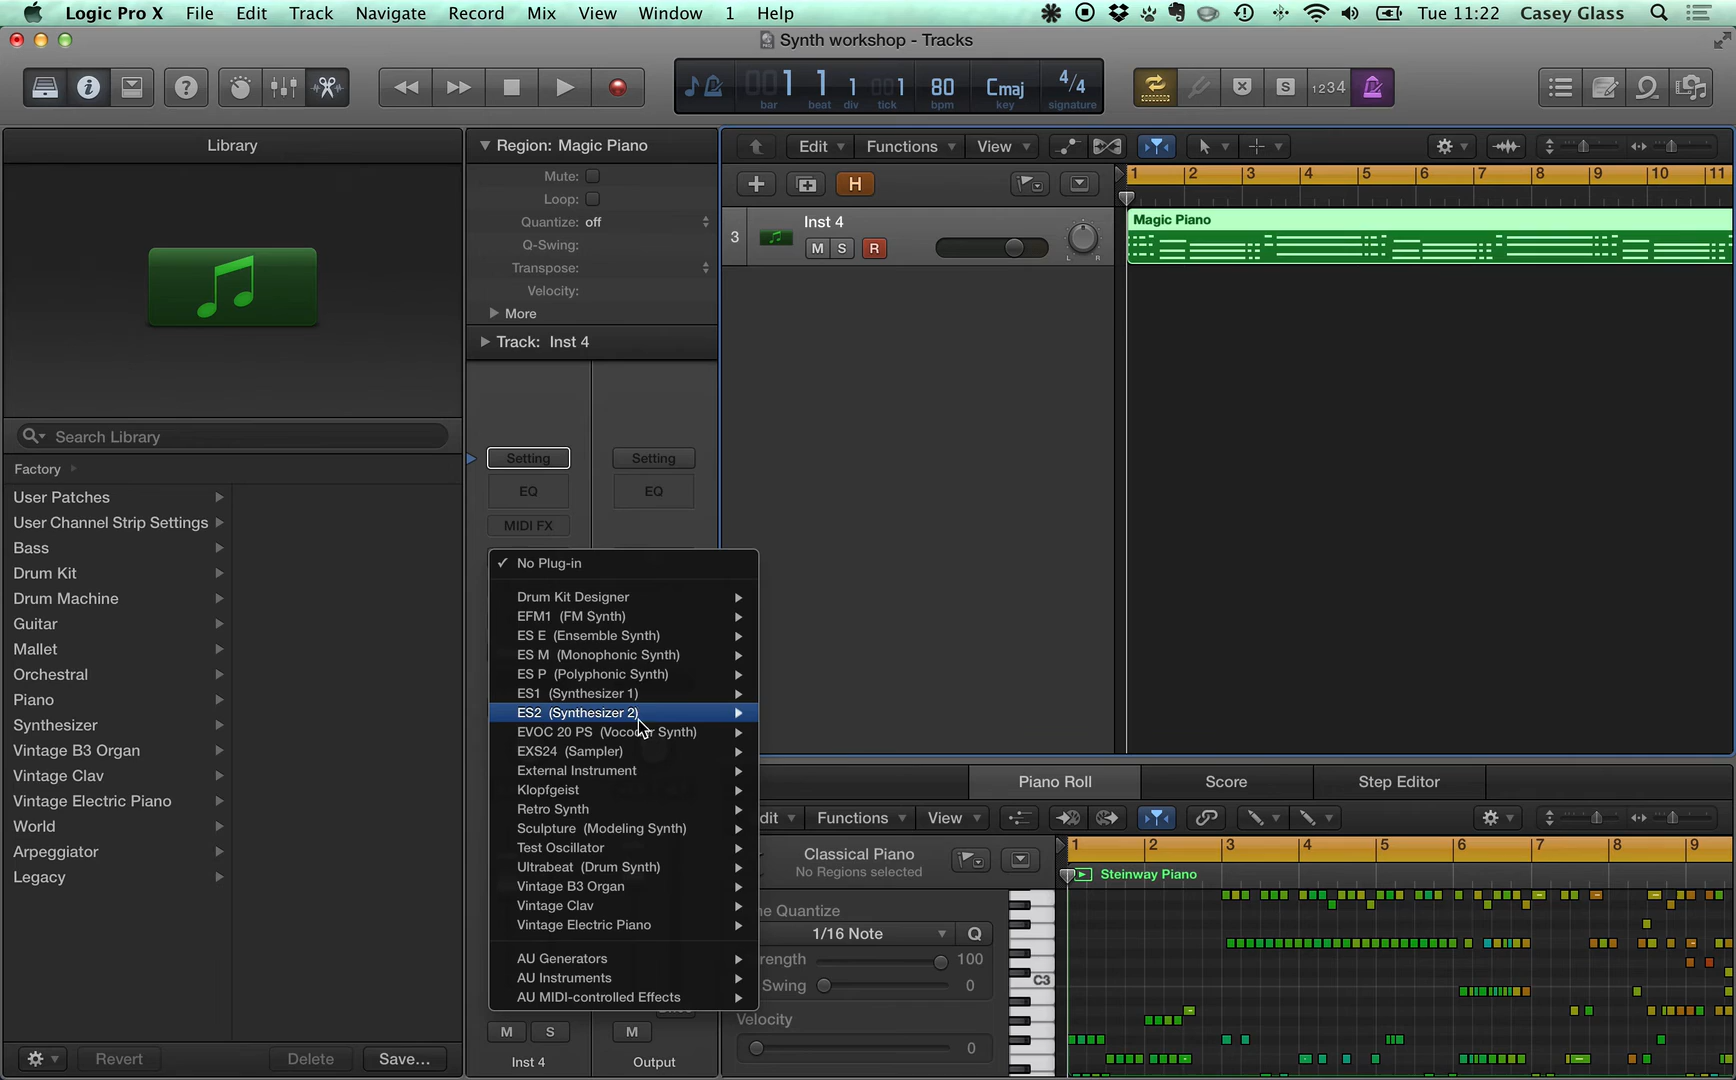 Logic Pro X File Edit Track Navigate Record Mix View Window 1 Help Tue 11:22 Casey Glass
Synth workshop - Tracks
001 1 1 001 80 Cmaj 4/4
bar beat div tick bpm key signature
S 1234
Library
Search Library
Factory
User Patches
User Channel Strip Settings
Bass
Drum Kit
Drum Machine
Guitar
Mallet
Orchestral
Piano
Synthesizer
Vintage B3 Organ
Vintage Clav
Vintage Electric Piano
World
Arpeggiator
Legacy
Revert Delete Save...
Region: Magic Piano
Mute:
Loop:
Quantize: off
Q-Swing:
Transpose:
Velocity:
More
Track: Inst 4
Setting Setting
EQ EQ
MIDI FX
✓ No Plug-in
Drum Kit Designer
EFM1 (FM Synth)
ES E (Ensemble Synth)
ES M (Monophonic Synth)
ES P (Polyphonic Synth)
ES1 (Synthesizer 1)
ES2 (Synthesizer 2)
EVOC 20 PS (Vocoder Synth)
EXS24 (Sampler)
External Instrument
Klopfgeist
Retro Synth
Sculpture (Modeling Synth)
Test Oscillator
Ultrabeat (Drum Synth)
Vintage B3 Organ
Vintage Clav
Vintage Electric Piano
AU Generators
AU Instruments
AU MIDI-controlled Effects
M S M
Inst 4 Output
Edit Functions View
H
1 2 3 4 5 6 7 8 9 10 11
3 Inst 4
M S R
L R
Magic Piano
Piano Roll Score Step Editor
dit Functions View
Classical Piano
No Regions selected
1 2 3 4 5 6 7 8 9
Steinway Piano
e Quantize
1/16 Note Q
rength 100
Swing 0
Velocity
0
C3